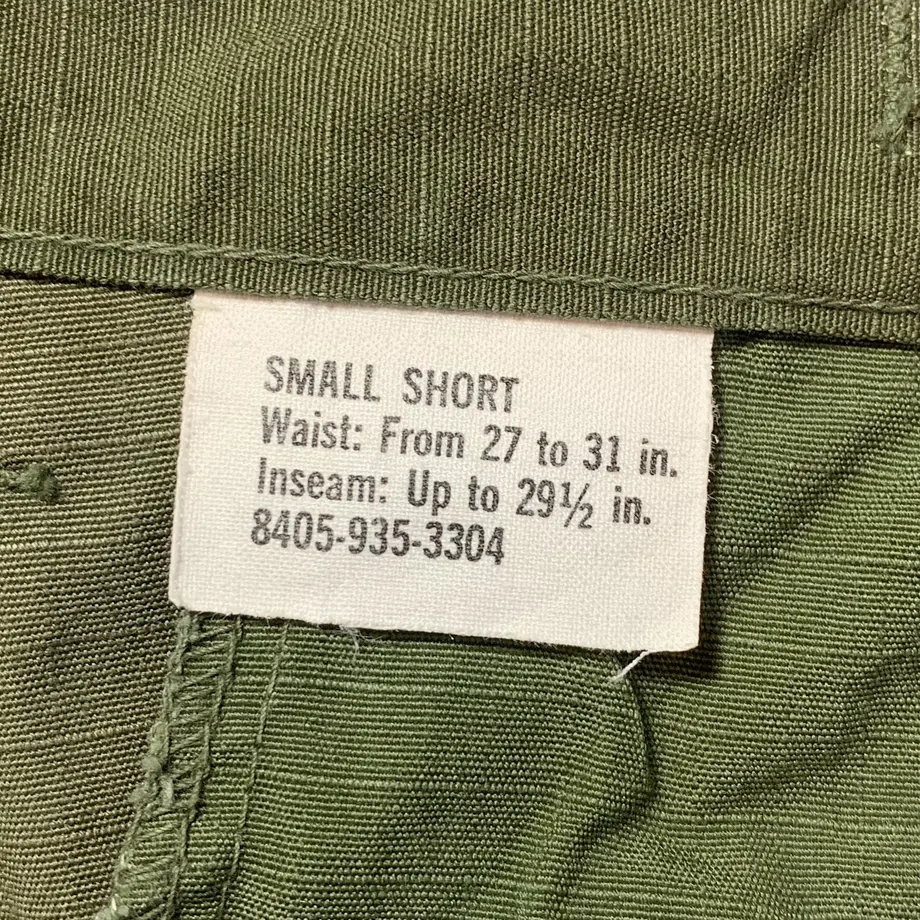 SMALL SHORT
Waist: From 27 to 31 in.
Inseam: Up to 29½ in.
8405-935-3304